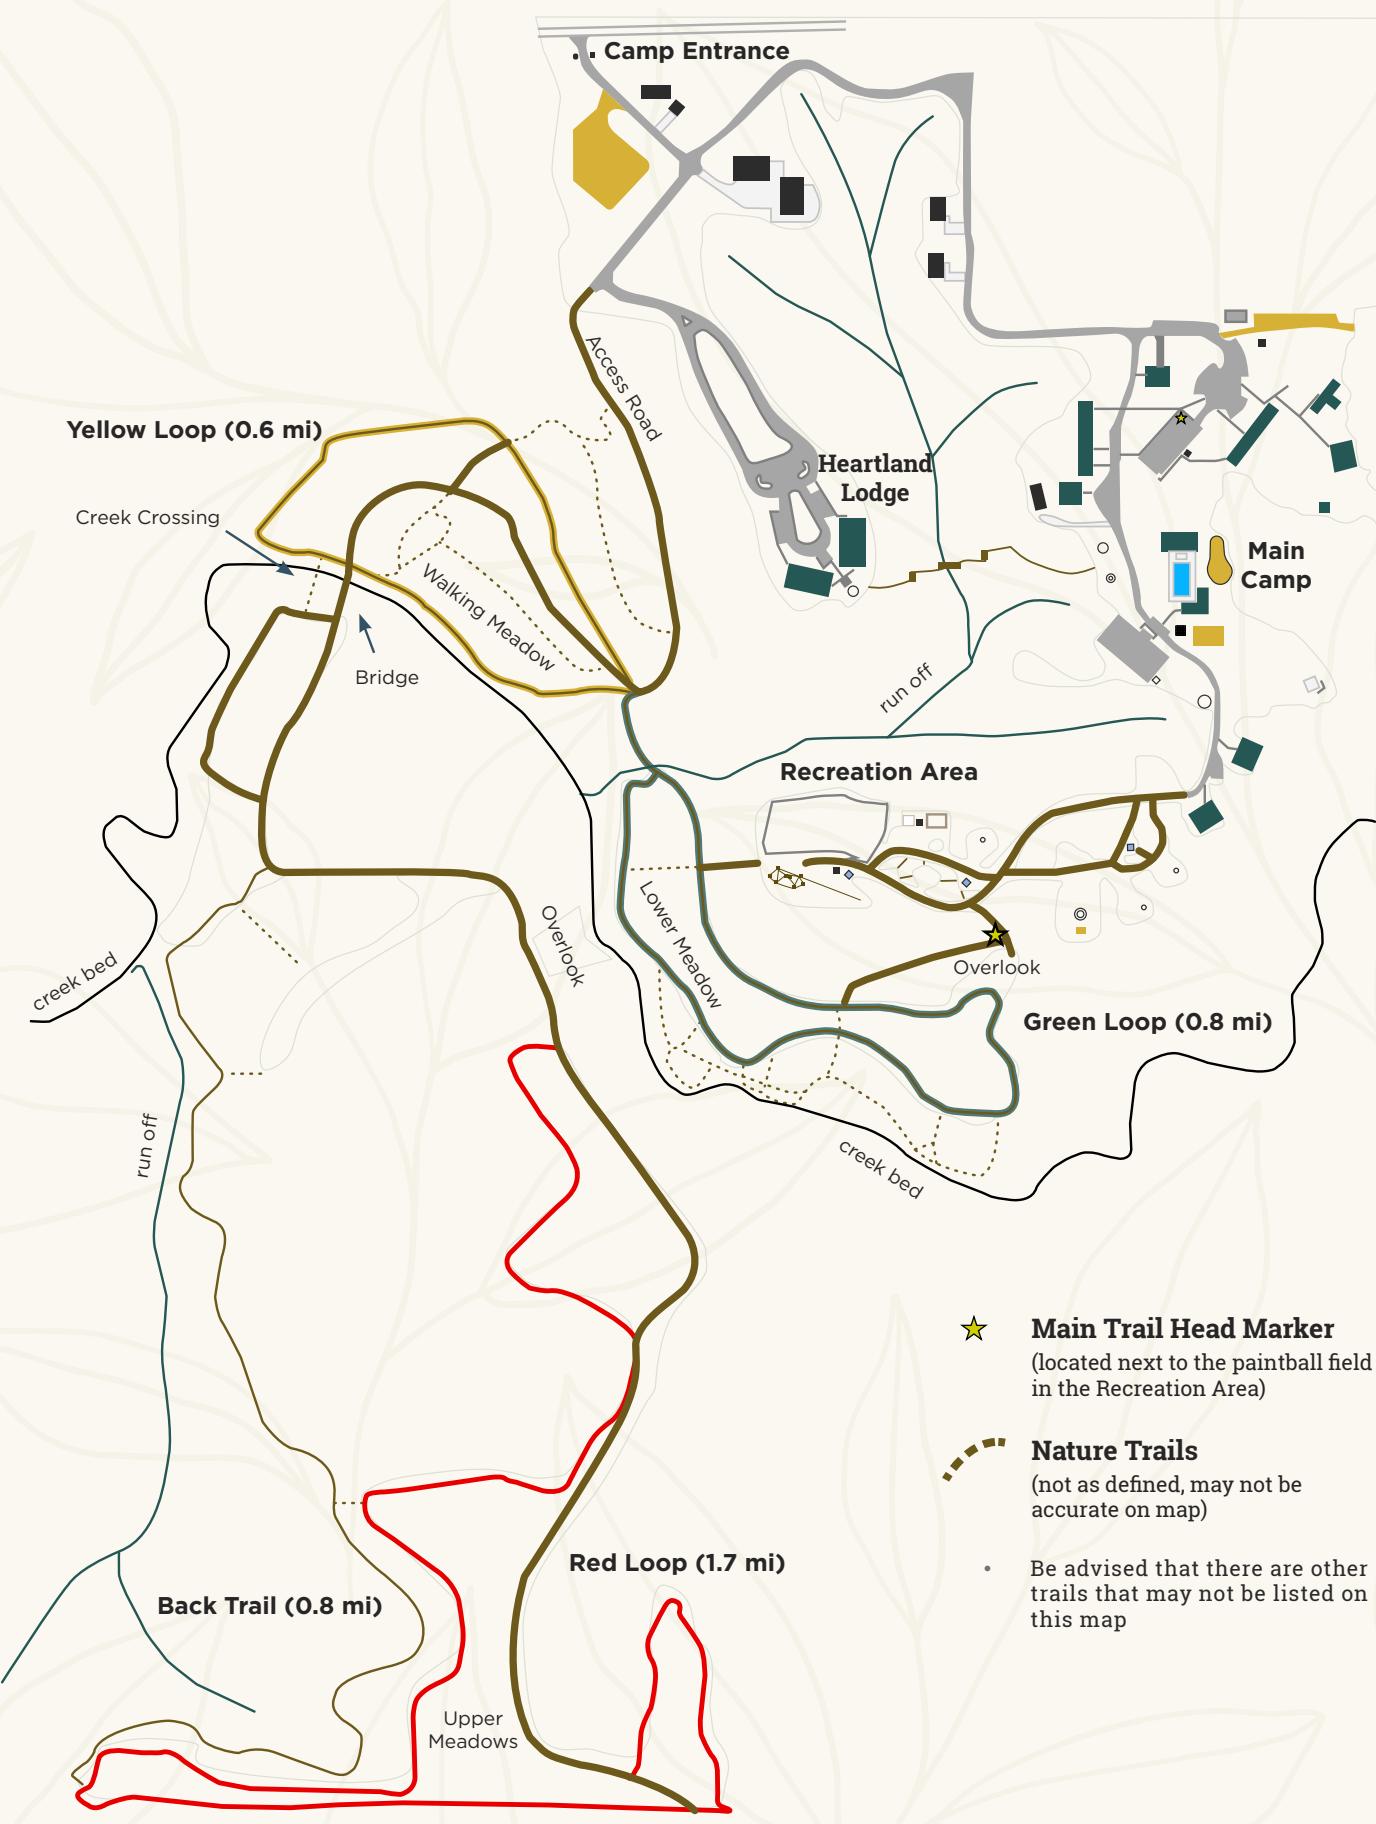 Camp Entrance
Access Road
Yellow Loop (0.6 mi)
Heartland
Lodge
Creek Crossing
Main
Camp
Walking Meadow
Bridge
run off
Recreation Area
Lower Meadow
Overlook
Overlook
creek bed
Green Loop (0.8 mi)
run off
creek bed
Main Trail Head Marker
(located next to the paintball field
in the Recreation Area)
Nature Trails
(not as defined, may not be
accurate on map)
• Be advised that there are other
trails that may not be listed on
this map
Red Loop (1.7 mi)
Back Trail (0.8 mi)
Upper
Meadows